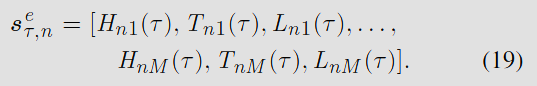 s^e_{τ,n} = [H_{n1}(τ), T_{n1}(τ), L_{n1}(τ), . . . ,
H_{nM}(τ), T_{nM}(τ), L_{nM}(τ)]. (19)